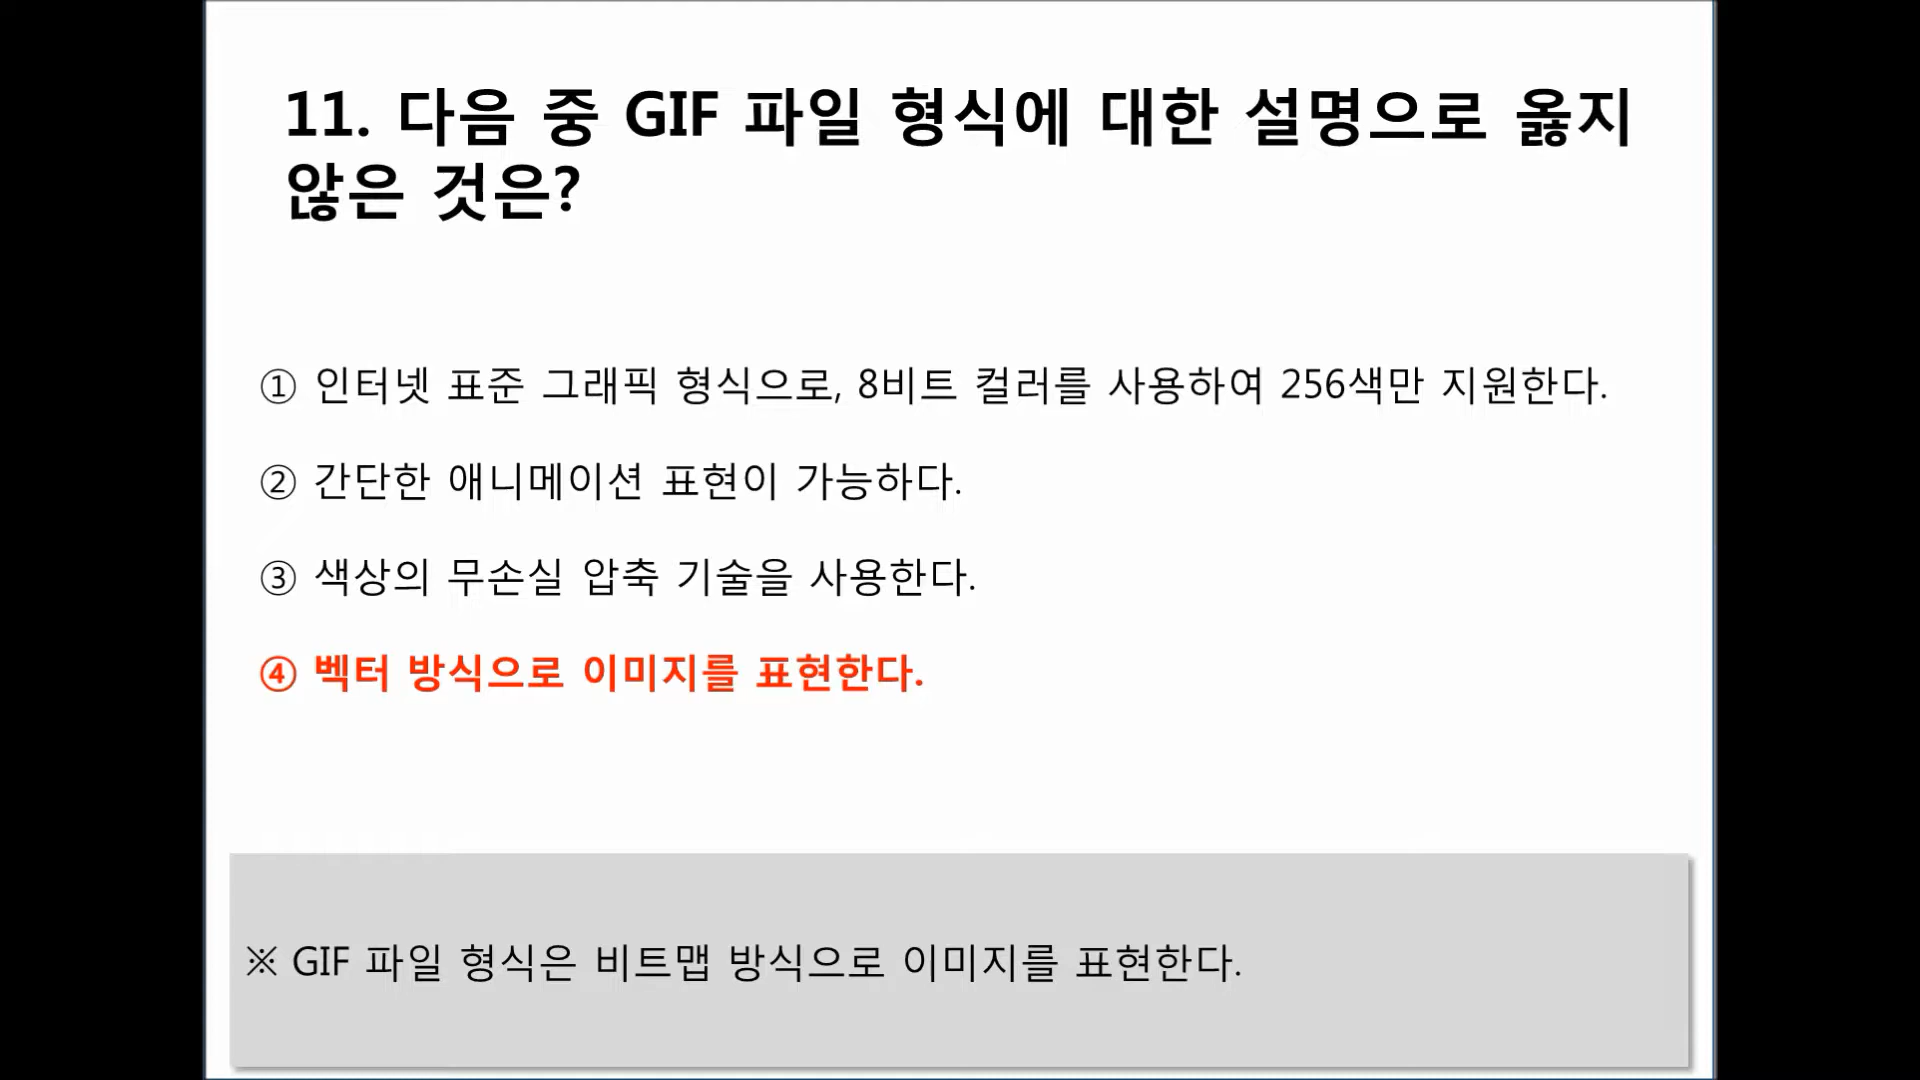 11. 다음 중 GIF 파일 형식에 대한 설명으로 옳지
않은 것은?
① 인터넷 표준 그래픽 형식으로, 8비트 컬러를 사용하여 256색만 지원한다.
② 간단한 애니메이션 표현이 가능하다.
③ 색상의 무손실 압축 기술을 사용한다.
④ 벡터 방식으로 이미지를 표현한다.
※ GIF 파일 형식은 비트맵 방식으로 이미지를 표현한다.